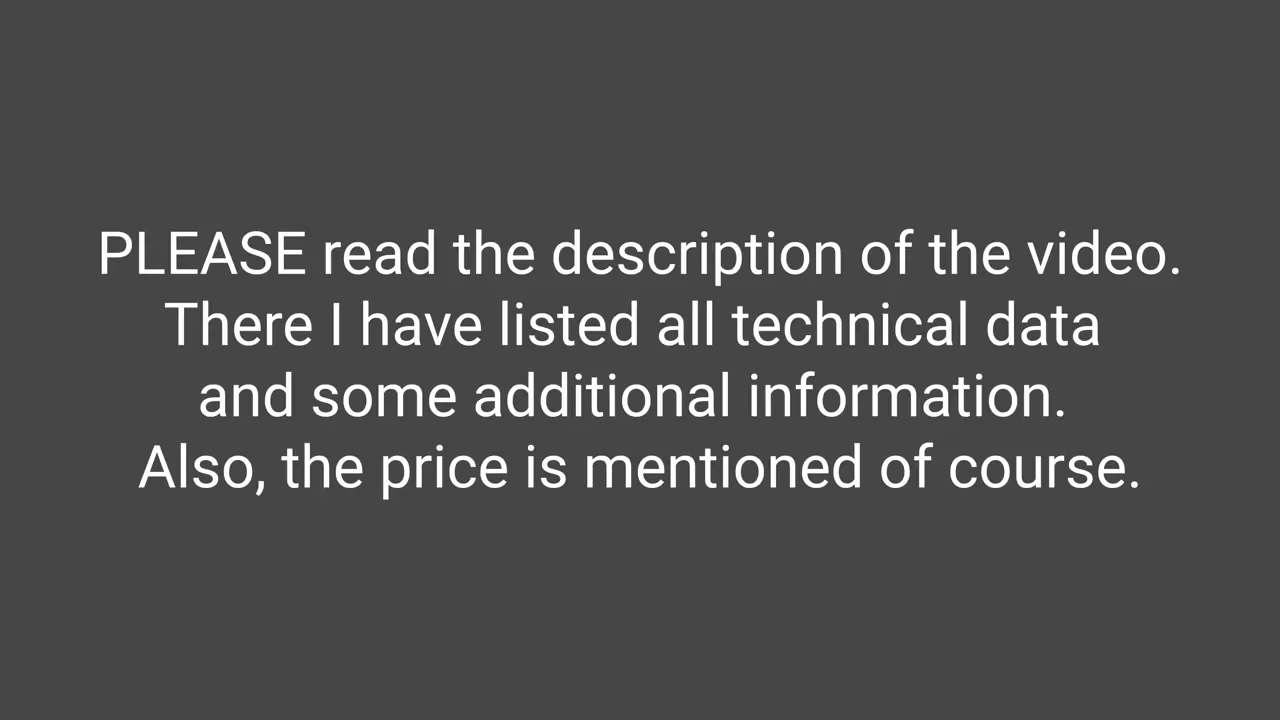 PLEASE read the description of the video.
There I have listed all technical data
and some additional information.
Also, the price is mentioned of course.